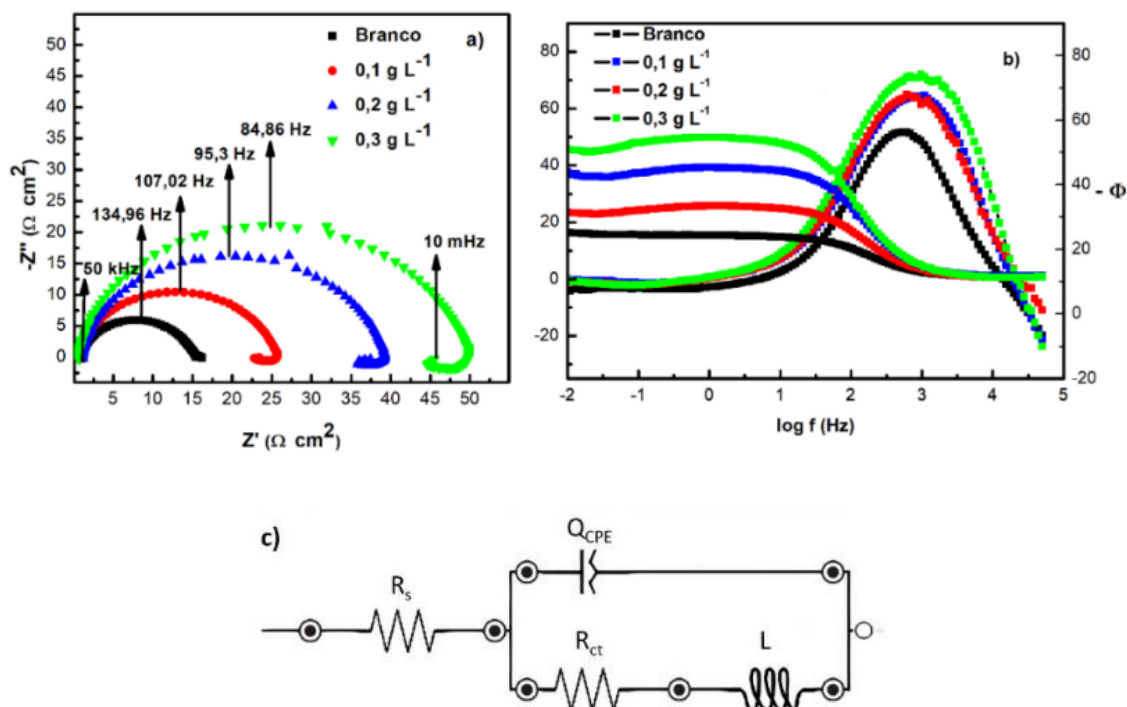 a)
Branco
0,1 g L⁻¹
0,2 g L⁻¹
0,3 g L⁻¹
84,86 Hz
95,3 Hz
107,02 Hz
134,96 Hz
50 kHz
10 mHz
-Z'' (Ω cm²)
50
45
40
35
30
25
20
15
10
5
0
5 10 15 20 25 30 35 40 45 50
Z' (Ω cm²)
b)
Branco
0,1 g L⁻¹
0,2 g L⁻¹
0,3 g L⁻¹
80
60
40
20
0
-20
80
60
40
20
0
-20
- Φ
-2 -1 0 1 2 3 4 5
log f (Hz)
c)
Q_CPE
R_s
R_ct
L